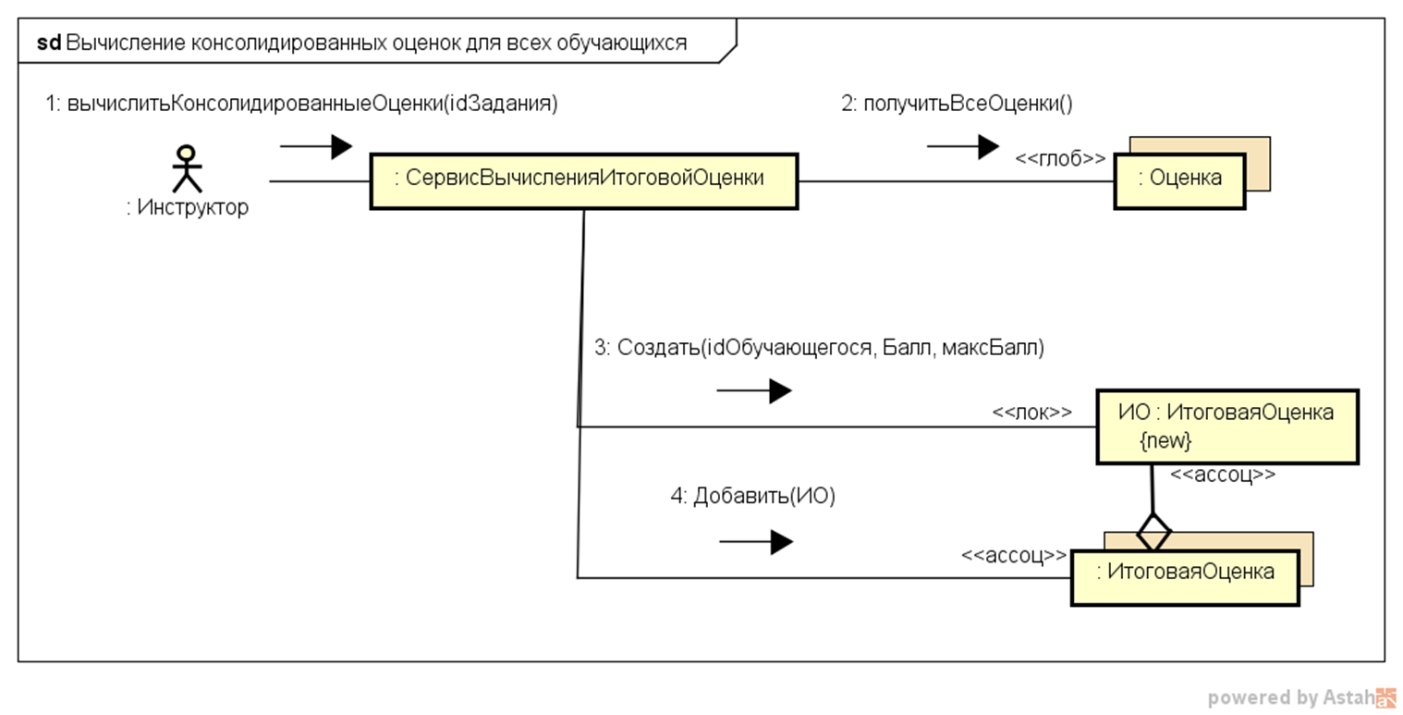 sd Вычисление консолидированных оценок для всех обучающихся
1: вычислитьКонсолидированныеОценки(idЗадания)
2: получитьВсеОценки()
<<глоб>>
: СервисВычисленияИтоговойОценки
: Оценка
: Инструктор
3: Создать(idОбучающегося, Балл, максБалл)
<<лок>>
ИО : ИтоговаяОценка
{new}
<<ассоц>>
4: Добавить(ИО)
<<ассоц>>
: ИтоговаяОценка
powered by Astah